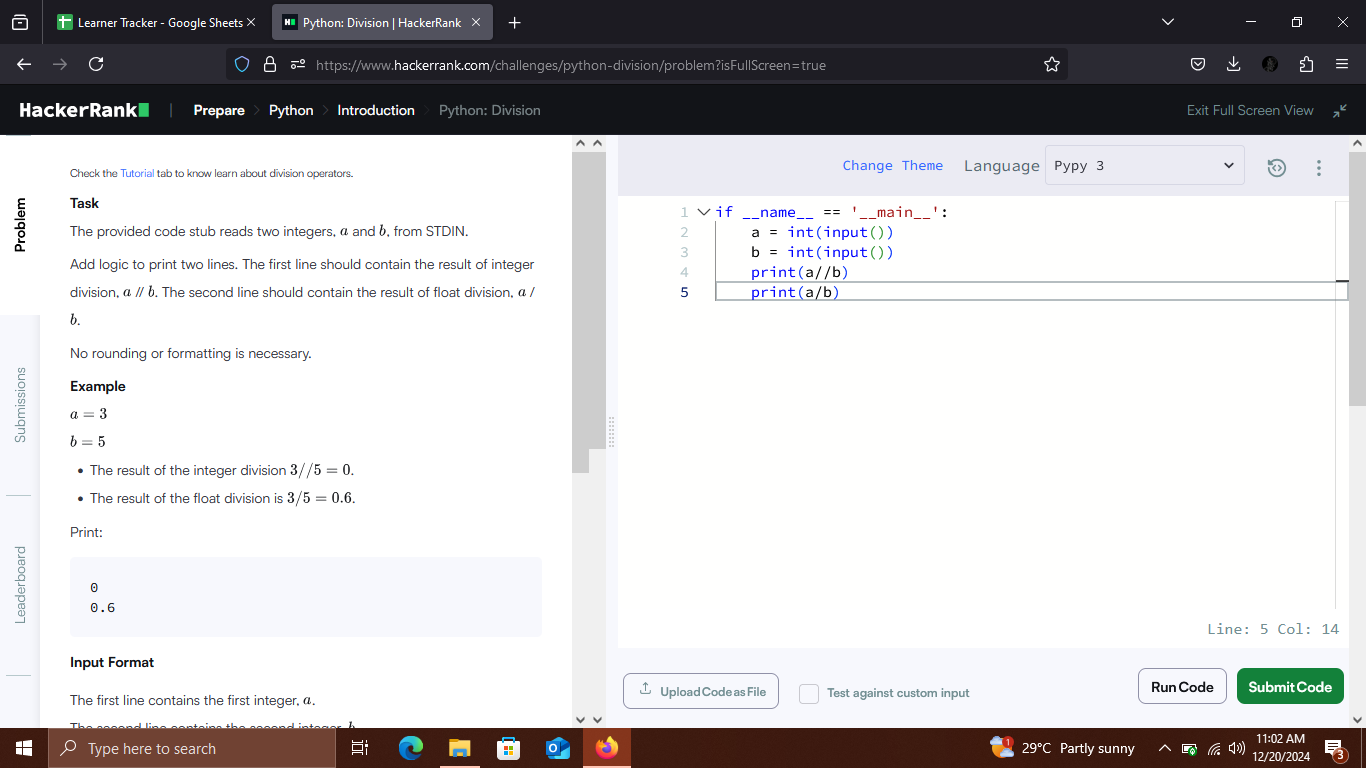 Learner Tracker - Google Sheets
Python: Division | HackerRank
https://www.hackerrank.com/challenges/python-division/problem?isFullScreen=true
HackerRank
Prepare
Python
Introduction
Python: Division
Exit Full Screen View
Problem
Submissions
Leaderboard
Check the Tutorial tab to know learn about division operators.
Task
The provided code stub reads two integers, a and b, from STDIN.
Add logic to print two lines. The first line should contain the result of integer
division, a // b. The second line should contain the result of float division, a /
b.
No rounding or formatting is necessary.
Example
a = 3
b = 5
• The result of the integer division 3//5 = 0.
• The result of the float division is 3/5 = 0.6.
Print:
0
0.6
Input Format
The first line contains the first integer, a.
The second line contains the second integer, b.
Change Theme
Language
Pypy 3
1 if __name__ == '__main__':
2 a = int(input())
3 b = int(input())
4 print(a//b)
5 print(a/b)
Line: 5 Col: 14
Upload Code as File
Test against custom input
Run Code
Submit Code
Type here to search
1
29°C Partly sunny
11:02 AM
12/20/2024
3